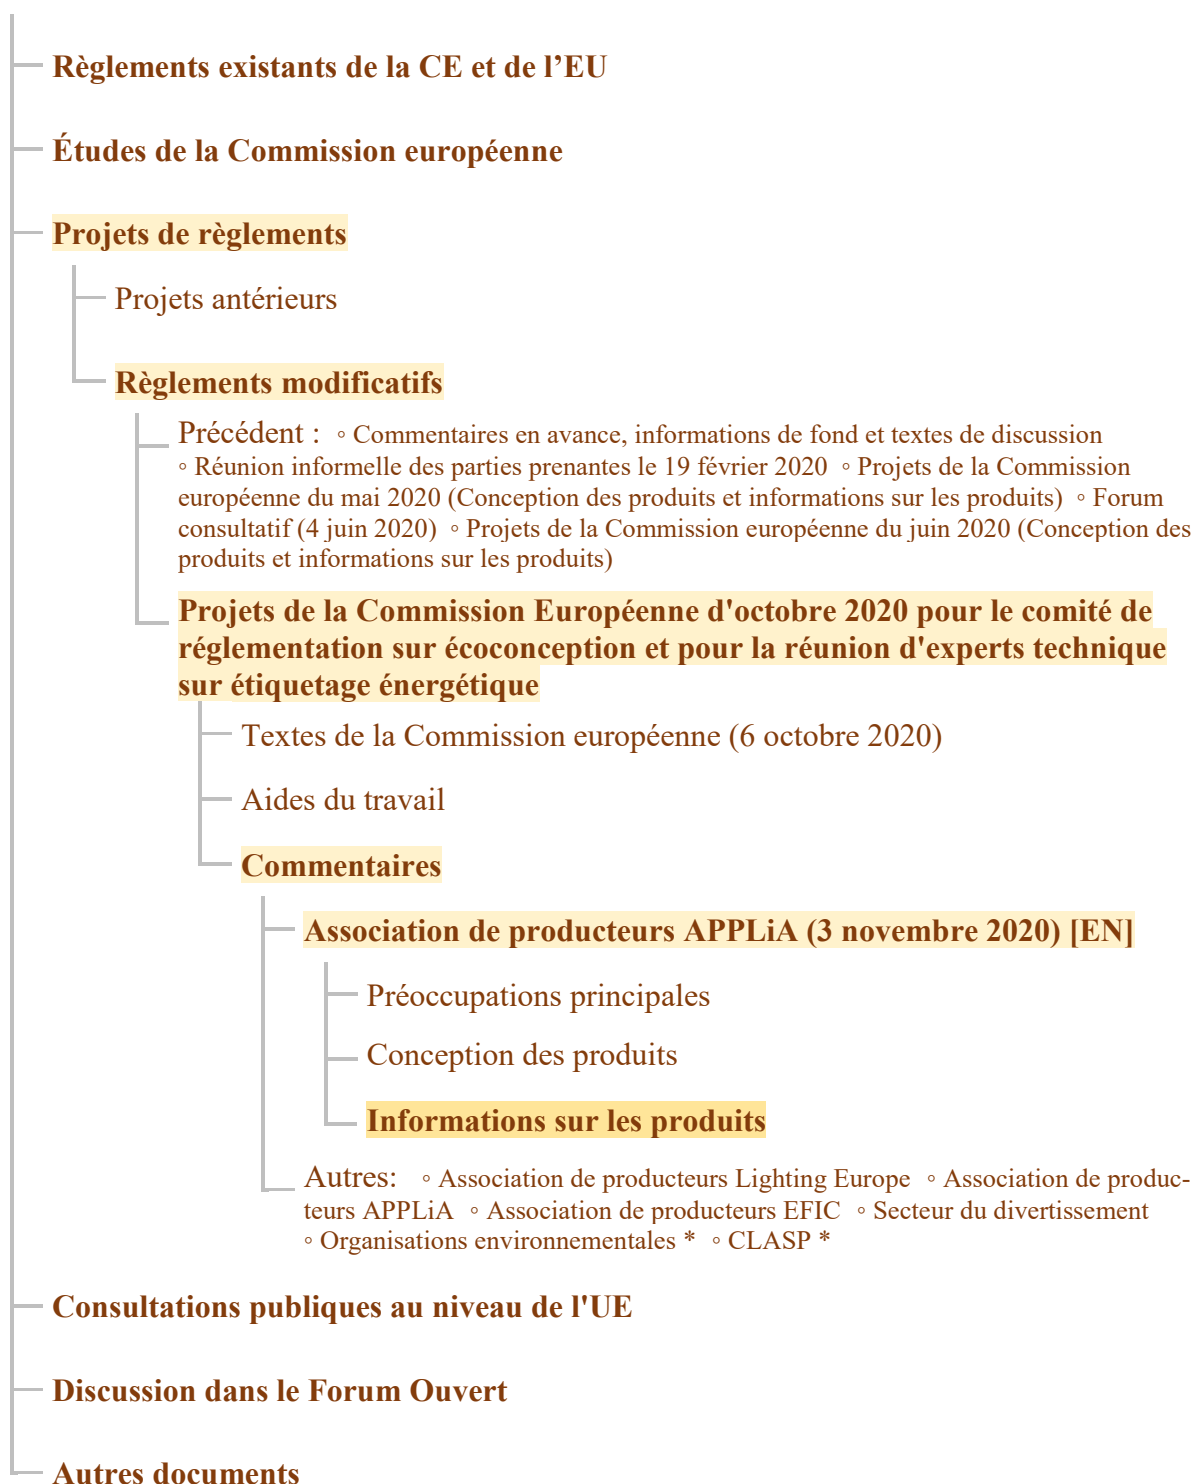 Règlements existants de la CE et de l’EU
Études de la Commission européenne
Projets de règlements
Projets antérieurs
Règlements modificatifs
Précédent : ◦ Commentaires en avance, informations de fond et textes de discussion
◦ Réunion informelle des parties prenantes le 19 février 2020 ◦ Projets de la Commission
européenne du mai 2020 (Conception des produits et informations sur les produits) ◦ Forum
consultatif (4 juin 2020) ◦ Projets de la Commission européenne du juin 2020 (Conception des
produits et informations sur les produits)
Projets de la Commission Européenne d'octobre 2020 pour le comité de
réglementation sur écoconception et pour la réunion d'experts technique
sur étiquetage énergétique
Textes de la Commission européenne (6 octobre 2020)
Aides du travail
Commentaires
Association de producteurs APPLiA (3 novembre 2020) [EN]
Préoccupations principales
Conception des produits
Informations sur les produits
Autres: ◦ Association de producteurs Lighting Europe ◦ Association de produc-
teurs APPLiA ◦ Association de producteurs EFIC ◦ Secteur du divertissement
◦ Organisations environnementales * ◦ CLASP *
Consultations publiques au niveau de l'UE
Discussion dans le Forum Ouvert
Autres documents